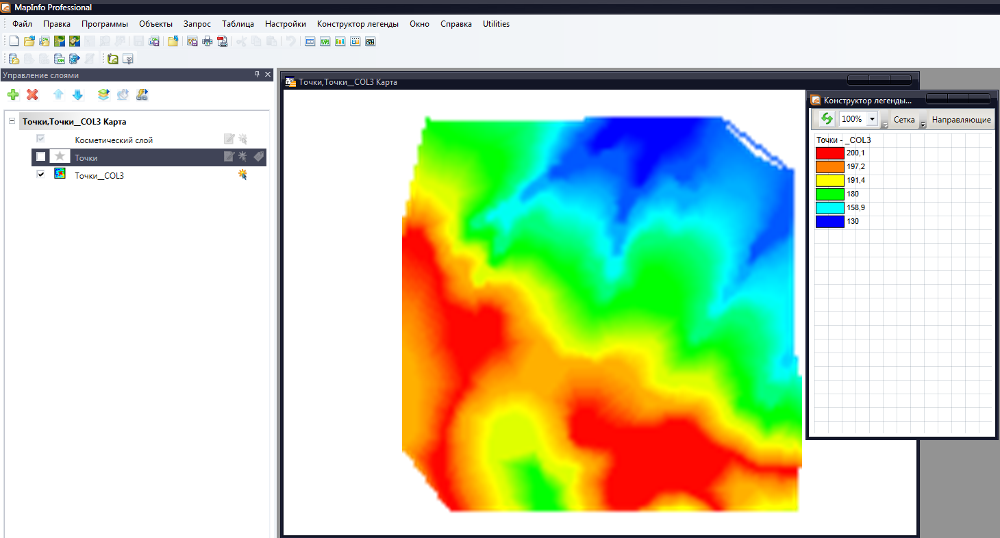 MapInfo Professional
Файл Правка Программы Объекты Запрос Таблица Настройки Конструктор легенды Окно Справка Utilities
Управление слоями
Точки,Точки__COL3 Карта
Косметический слой
Точки
Точки__COL3
Точки,Точки__COL3 Карта
Конструктор легенды...
100% Сетка Направляющие
Точки - _COL3
200,1
197,2
191,4
180
158,9
130